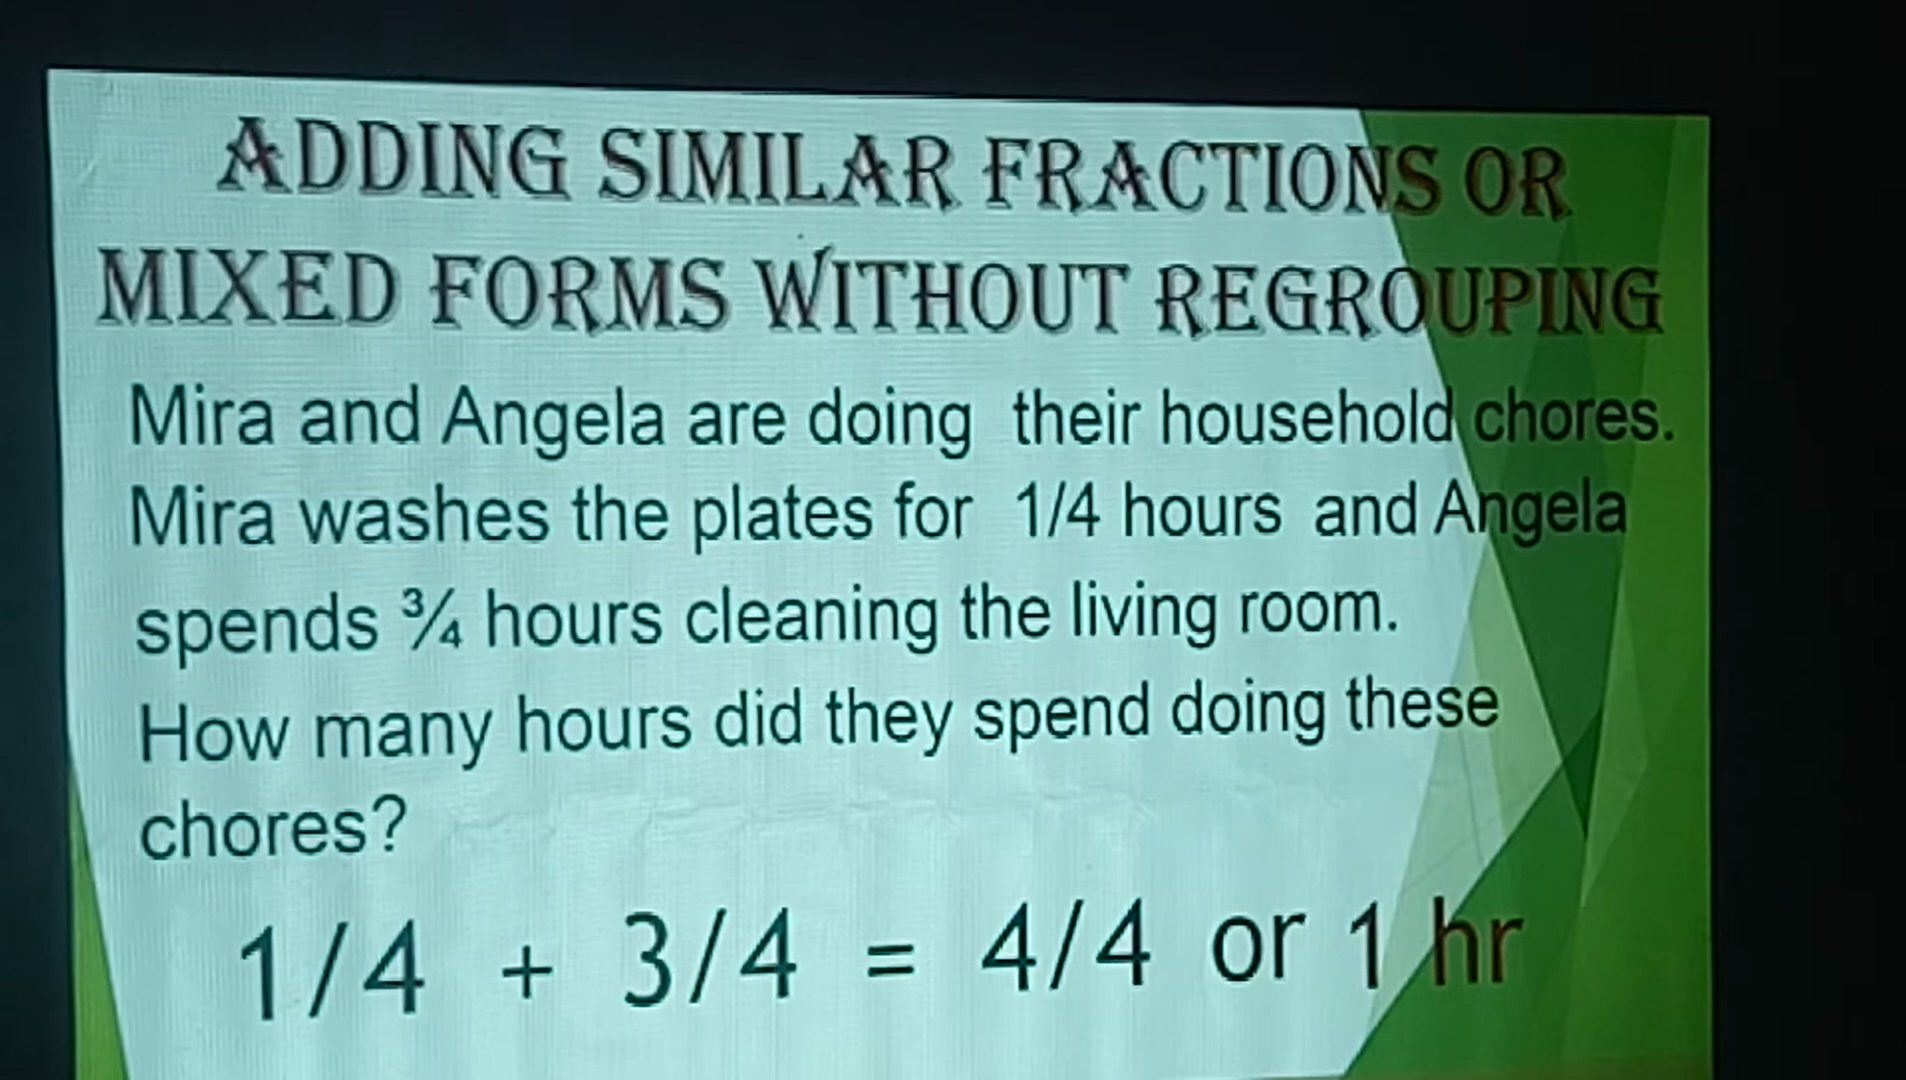 ADDING SIMILAR FRACTIONS OR
MIXED FORMS WITHOUT REGROUPING
Mira and Angela are doing their household chores.
Mira washes the plates for 1/4 hours and Angela
spends ¾ hours cleaning the living room.
How many hours did they spend doing these
chores?
1/4 + 3/4 = 4/4 or 1 hr